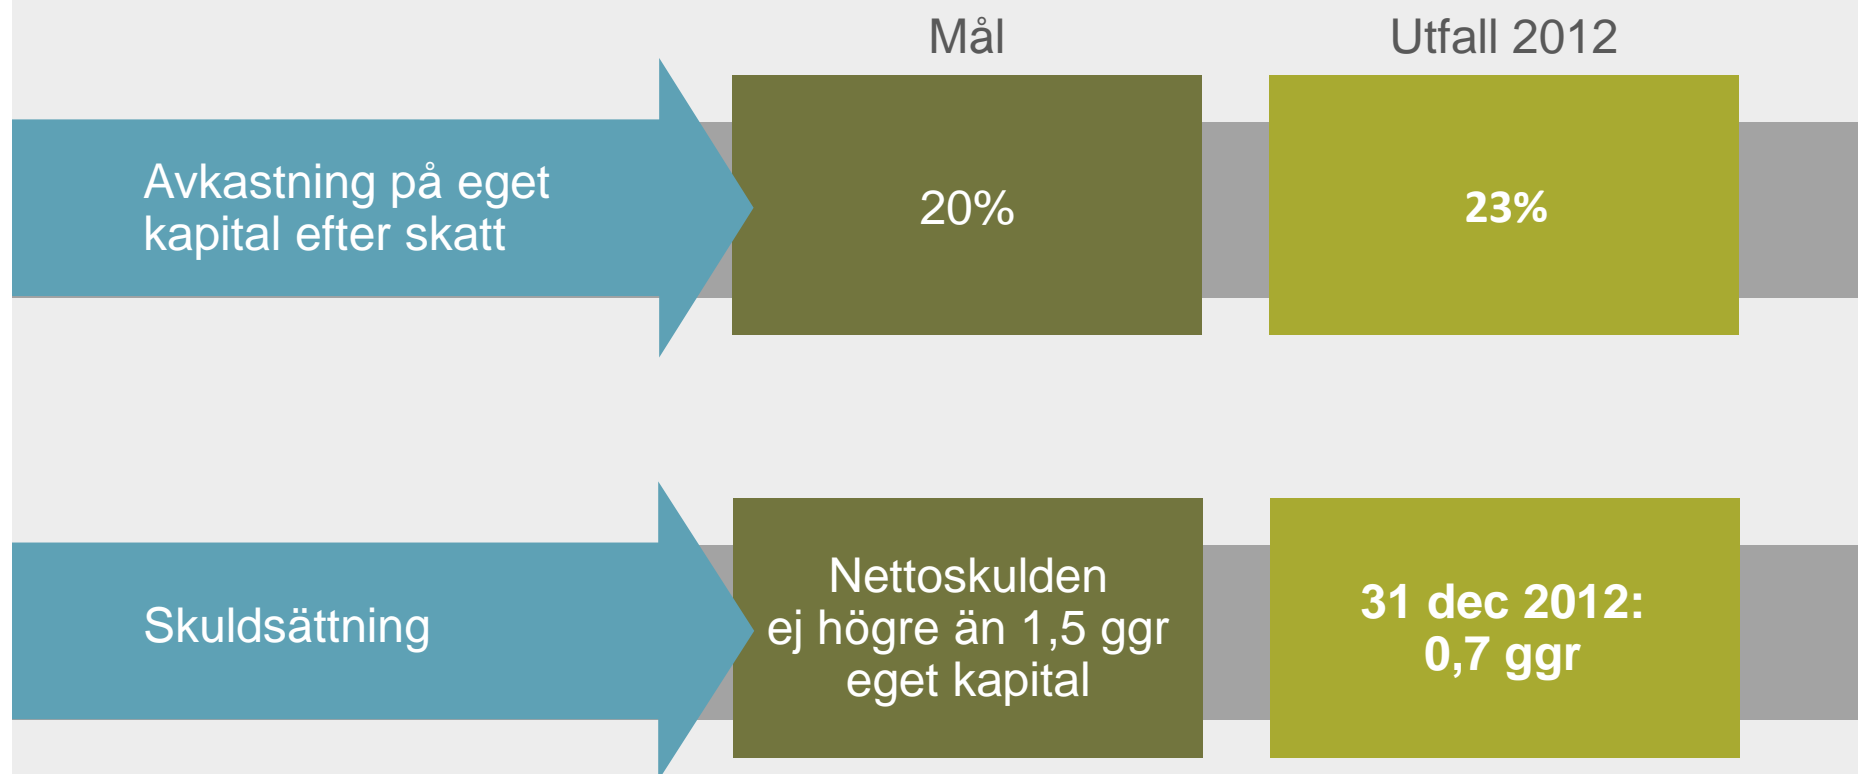 Mål
Utfall 2012
Avkastning på eget
kapital efter skatt
20%
23%
Skuldsättning
Nettoskulden
ej högre än 1,5 ggr
eget kapital
31 dec 2012:
0,7 ggr